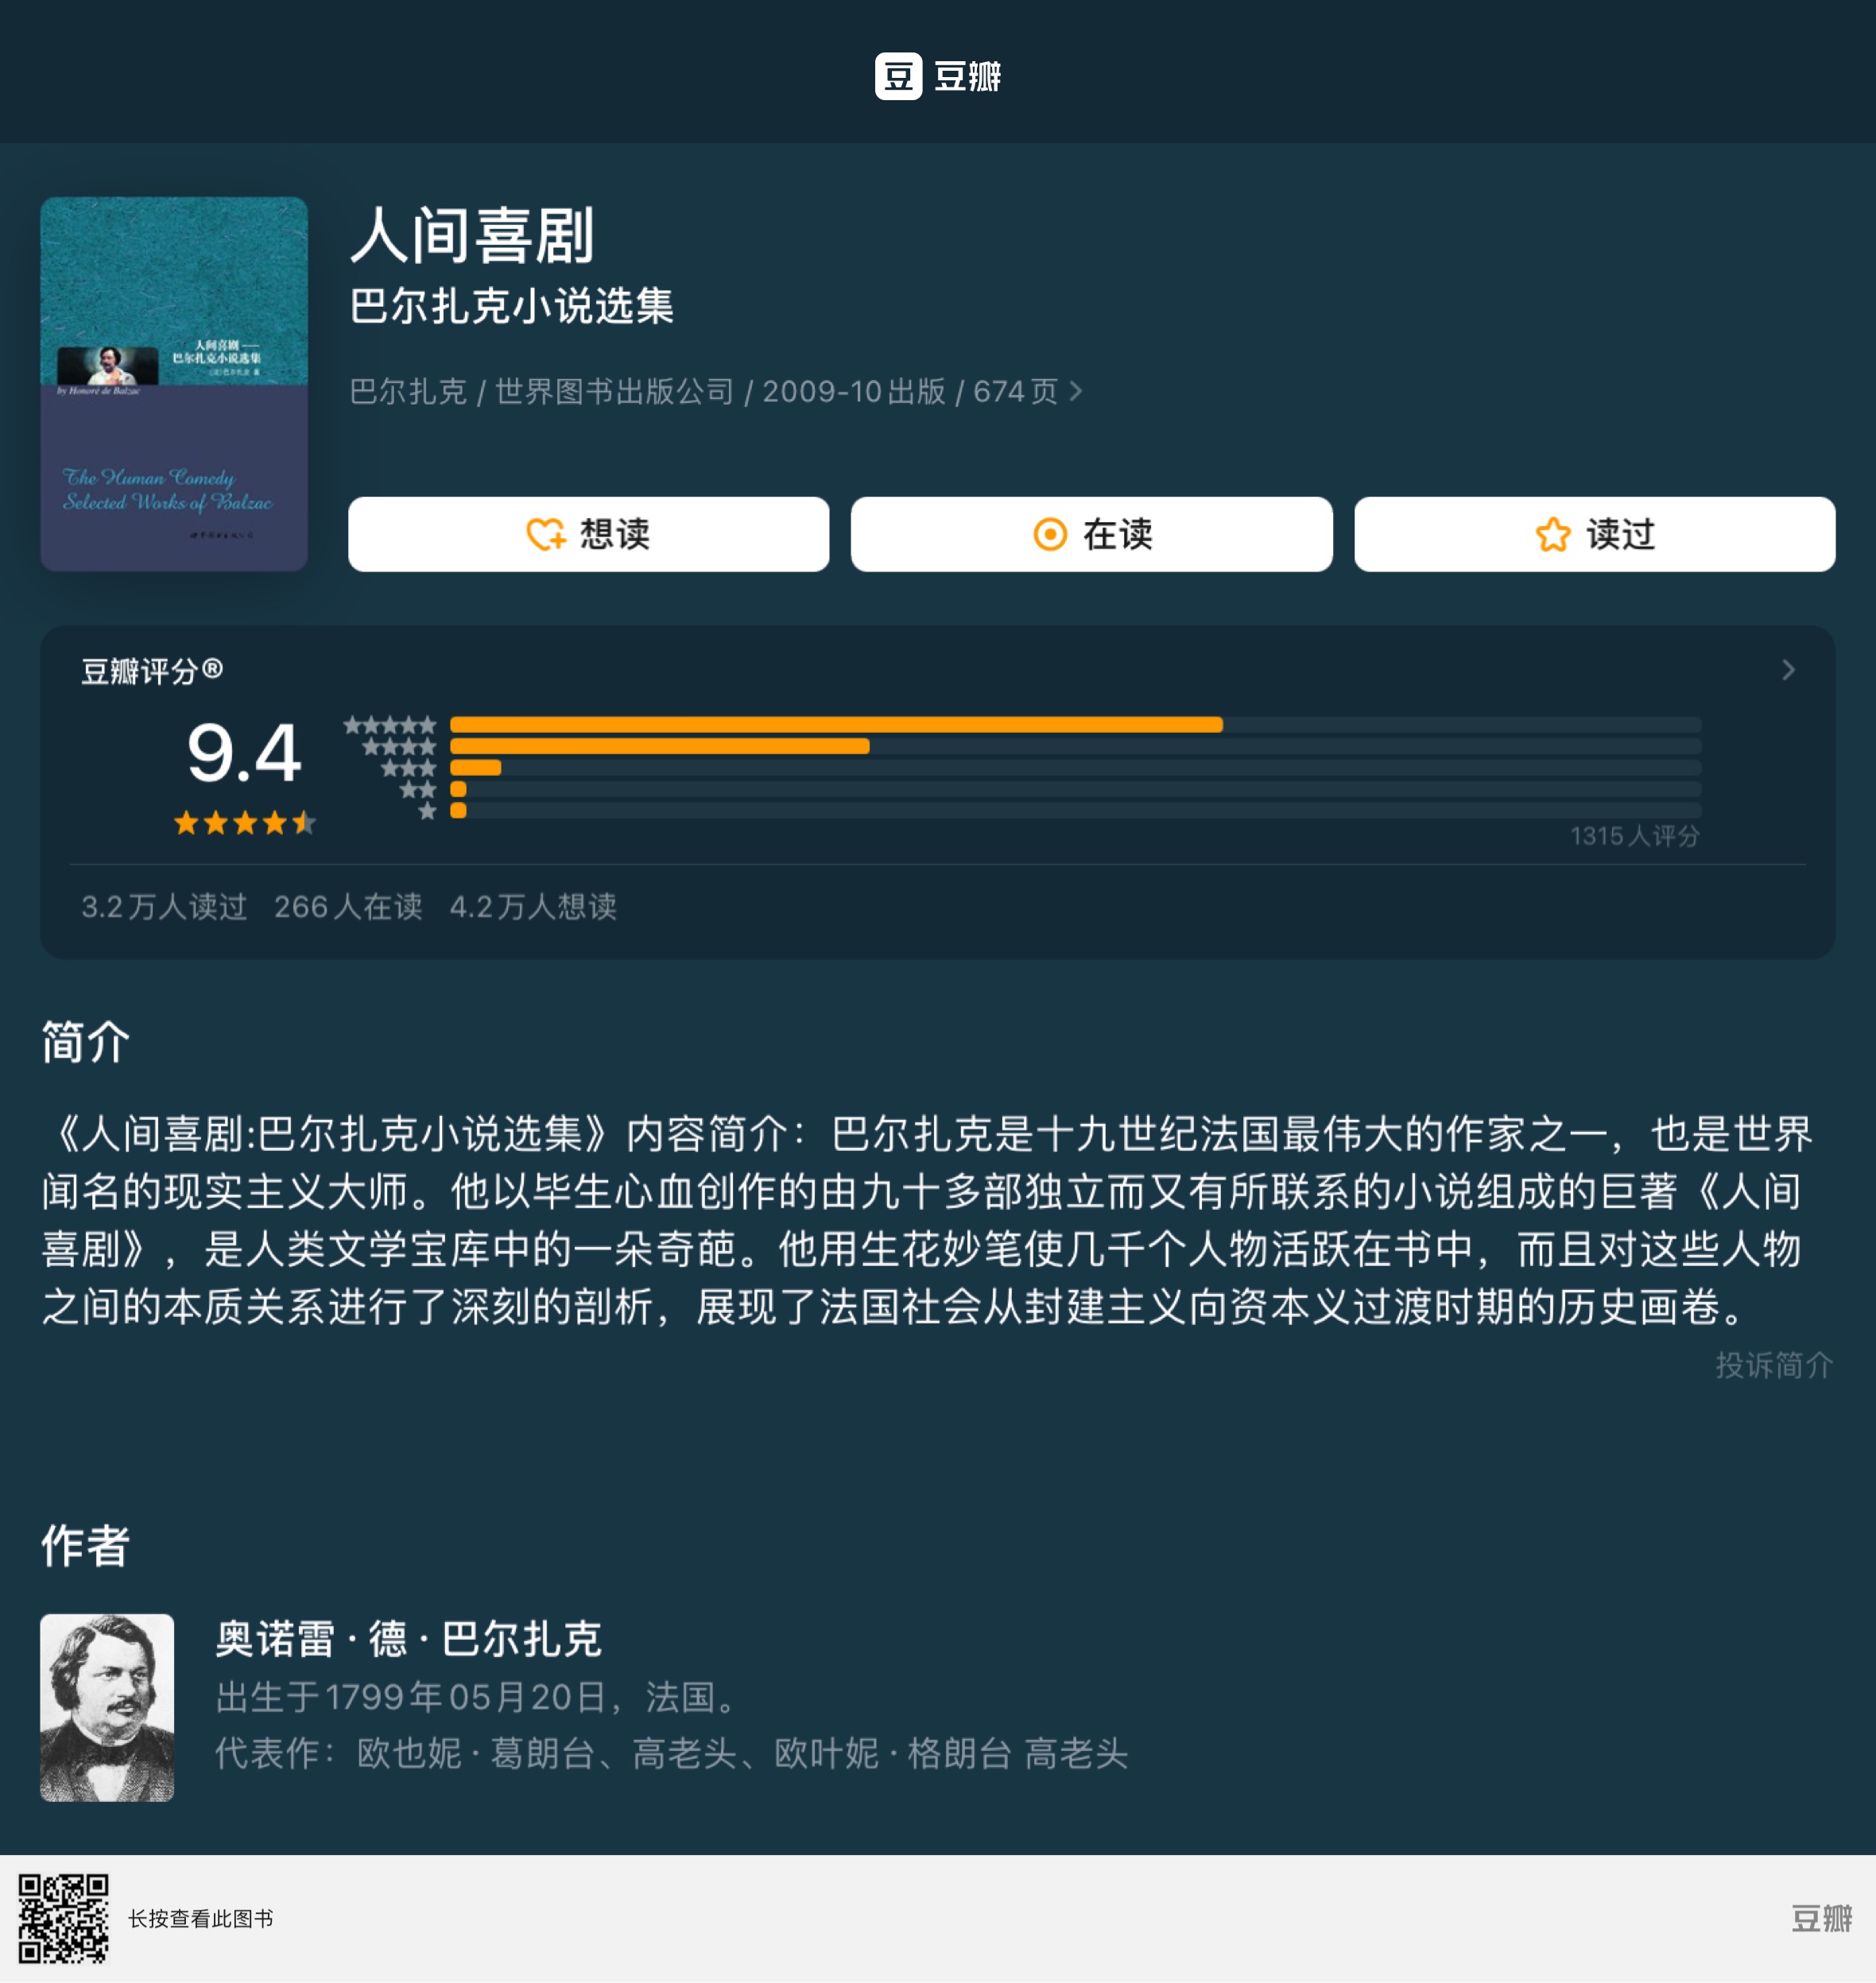 豆 豆瓣
人间喜剧
巴尔扎克小说选集
巴尔扎克 / 世界图书出版公司 / 2009-10出版 / 674页
人间喜剧 ——
巴尔扎克小说选集
by Honoré de Balzac
The Human Comedy
Selected Works of Balzac
想读
在读
读过
豆瓣评分®
9.4
1315人评分
3.2万人读过 266人在读 4.2万人想读
简介
《人间喜剧:巴尔扎克小说选集》内容简介：巴尔扎克是十九世纪法国最伟大的作家之一，也是世界
闻名的现实主义大师。他以毕生心血创作的由九十多部独立而又有所联系的小说组成的巨著《人间
喜剧》，是人类文学宝库中的一朵奇葩。他用生花妙笔使几千个人物活跃在书中，而且对这些人物
之间的本质关系进行了深刻的剖析，展现了法国社会从封建主义向资本义过渡时期的历史画卷。
投诉简介
作者
奥诺雷·德·巴尔扎克
出生于1799年05月20日，法国。
代表作：欧也妮·葛朗台、高老头、欧叶妮·格朗台 高老头
长按查看此图书
豆瓣